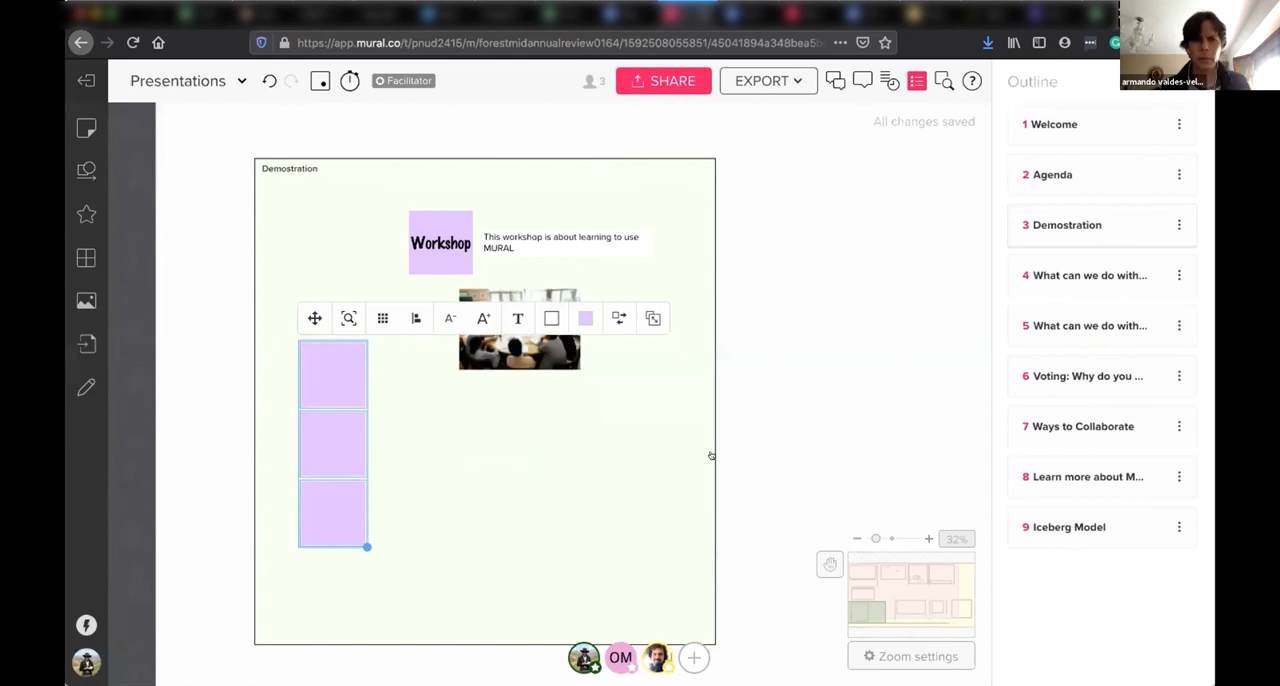 https://app.mural.co/t/pnud2415/m/forestmidannualreview0164/1592508055851/45041894a348bea5b
armando valdes-vel...
Presentations
Facilitator
3
SHARE
EXPORT
?
Outline
All changes saved
1 Welcome
2 Agenda
3 Demostration
4 What can we do with...
5 What can we do with...
6 Voting: Why do you ...
7 Ways to Collaborate
8 Learn more about M...
9 Iceberg Model
Demostration
Workshop
This workshop is about learning to use
MURAL
A-
A+
T
32%
OM
Zoom settings